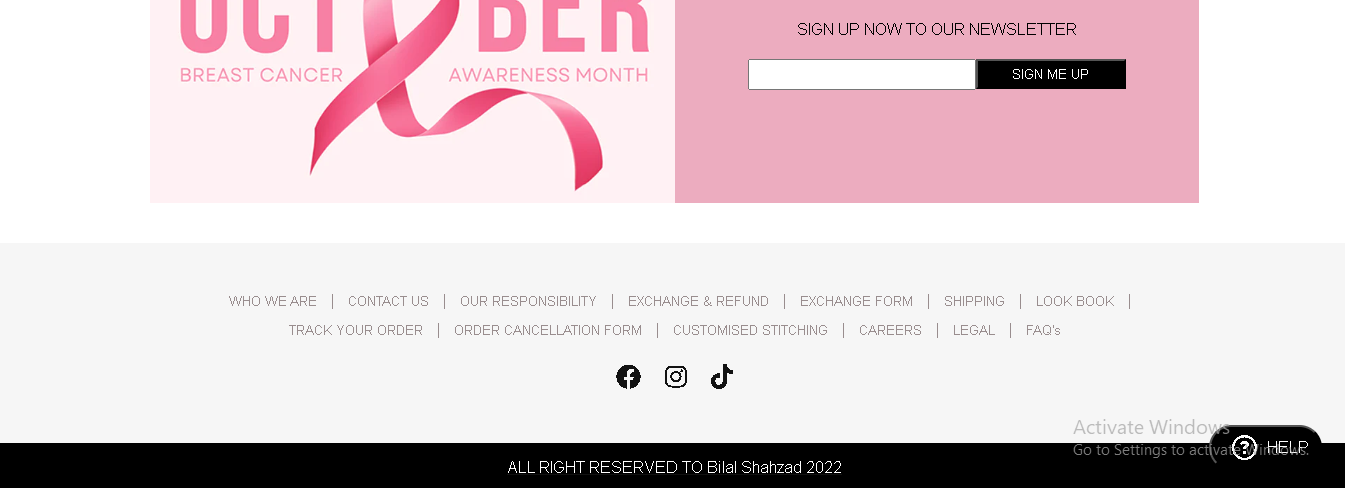 OCTOBER
BREAST CANCER AWARENESS MONTH
SIGN UP NOW TO OUR NEWSLETTER
SIGN ME UP
WHO WE ARE | CONTACT US | OUR RESPONSIBILITY | EXCHANGE & REFUND | EXCHANGE FORM | SHIPPING | LOOK BOOK |
TRACK YOUR ORDER | ORDER CANCELLATION FORM | CUSTOMISED STITCHING | CAREERS | LEGAL | FAQ's
Activate Windows
Go to Settings to activate Windows.
HELP
ALL RIGHT RESERVED TO Bilal Shahzad 2022